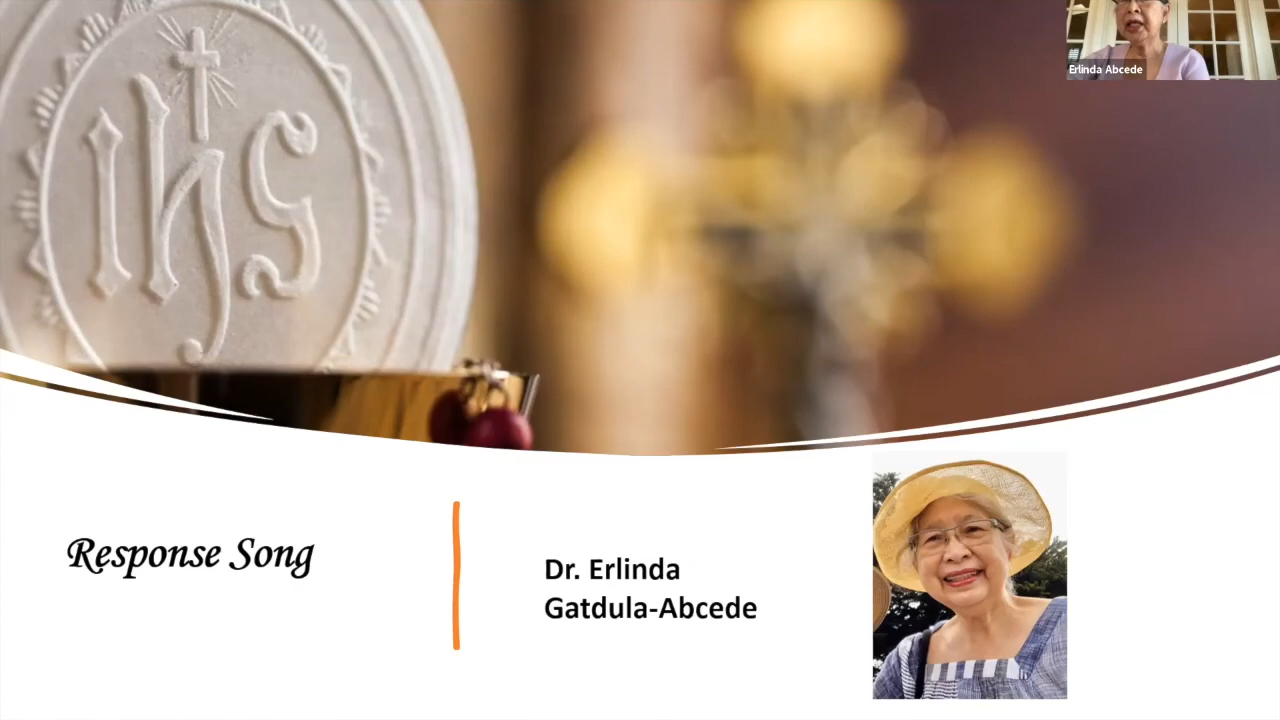 Erlinda Abcede
IHS
Response Song
Dr. Erlinda
Gatdula-Abcede